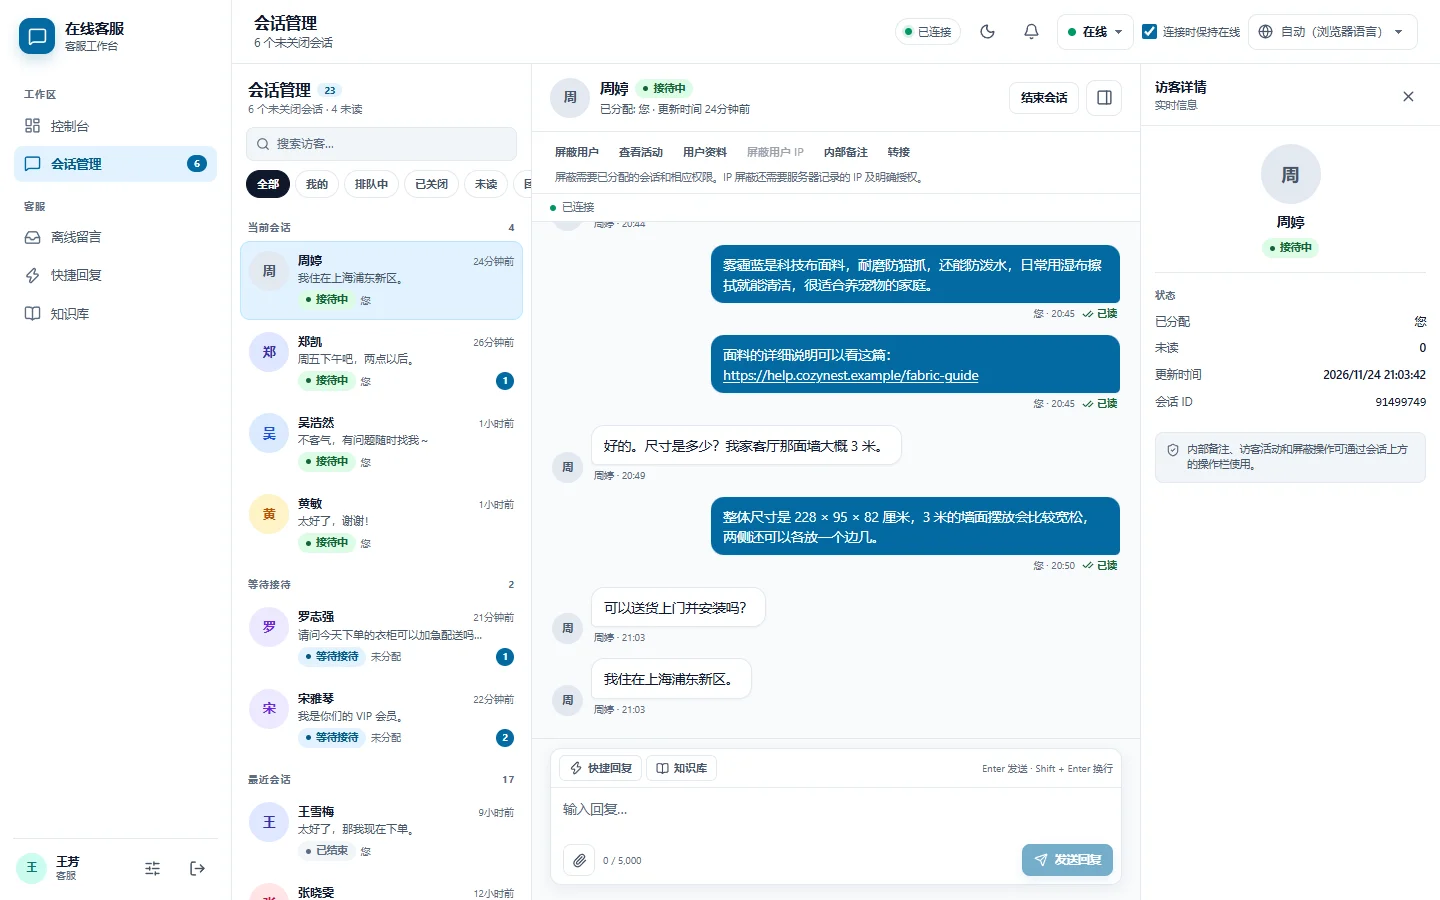 在线客服
客服工作台
工作区
控制台
会话管理
6
客服
离线留言
快捷回复
知识库
王
王芳
客服
会话管理
6 个未关闭会话
已连接
在线
连接时保持在线
自动（浏览器语言）
会话管理 23
6 个未关闭会话 · 4 未读
搜索访客...
全部
我的
排队中
已关闭
未读
当前会话
4
周
周婷
24分钟前
我住在上海浦东新区。
接待中 您
郑
郑凯
26分钟前
周五下午吧，两点以后。
接待中 您
1
吴
吴浩然
1小时前
不客气，有问题随时找我～
接待中 您
黄
黄敏
1小时前
太好了，谢谢！
接待中 您
等待接待
2
罗
罗志强
21分钟前
请问今天下单的衣柜可以加急配送吗...
等待接待 未分配
1
宋
宋雅琴
22分钟前
我是你们的 VIP 会员。
等待接待 未分配
2
最近会话
17
王
王雪梅
9小时前
太好了，那我现在下单。
已结束 您
张晓雯
12小时前
周
周婷 接待中
已分配: 您 · 更新时间 24分钟前
结束会话
屏蔽用户
查看活动
用户资料
屏蔽用户 IP
内部备注
转接
屏蔽需要已分配的会话和相应权限。IP 屏蔽还需要服务器记录的 IP 及明确授权。
已连接
周婷 · 20:44
雾霾蓝是科技布面料，耐磨防猫抓，还能防泼水，日常用湿布擦
拭就能清洁，很适合养宠物的家庭。
您 · 20:45 已读
面料的详细说明可以看这篇：
https://help.cozynest.example/fabric-guide
您 · 20:45 已读
好的。尺寸是多少？我家客厅那面墙大概 3 米。
周
周婷 · 20:49
整体尺寸是 228 × 95 × 82 厘米，3 米的墙面摆放会比较宽松，
两侧还可以各放一个边几。
您 · 20:50 已读
可以送货上门并安装吗？
周
周婷 · 21:03
我住在上海浦东新区。
周
周婷 · 21:03
快捷回复
知识库
Enter 发送 · Shift + Enter 换行
输入回复...
0 / 5,000
发送回复
访客详情
实时信息
周
周婷
接待中
状态
已分配
您
未读
0
更新时间
2026/11/24 21:03:42
会话 ID
91499749
内部备注、访客活动和屏蔽操作可通过会话上方
的操作栏使用。